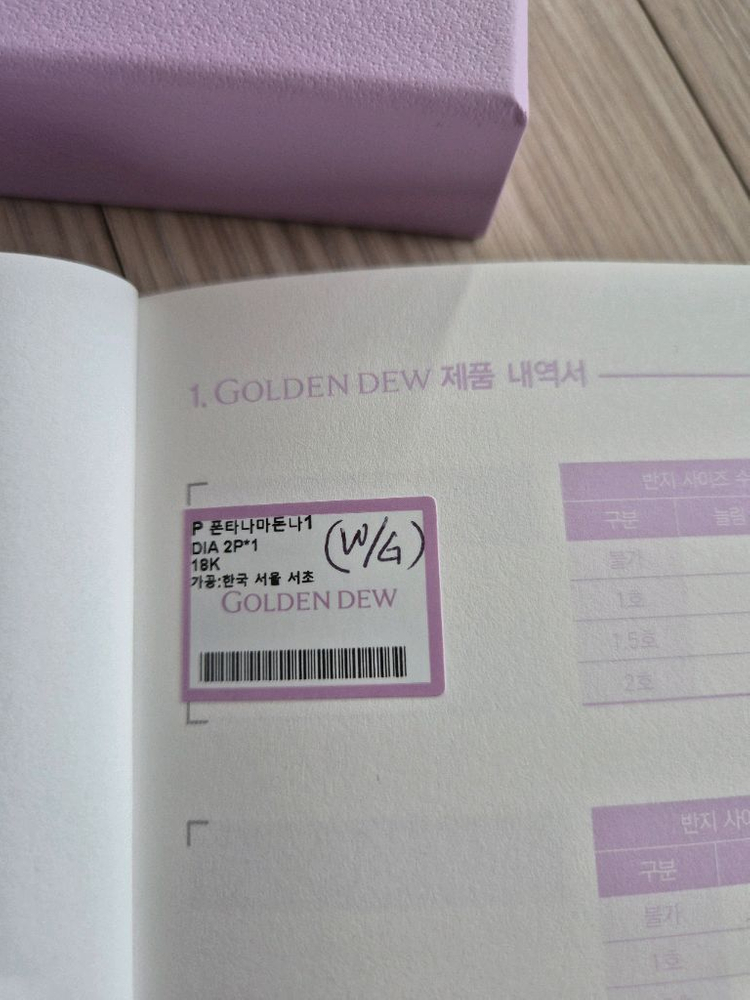 1. GOLDEN DEW 제품 내역서
P 폰타나마돈나1
DIA 2P*1
(W/G)
18K
가공:한국 서울 서초
GOLDEN DEW
반지 사이즈 수
구분 늘림
불가
1호
1.5호
2호
반지 사이
구분
불가
1호